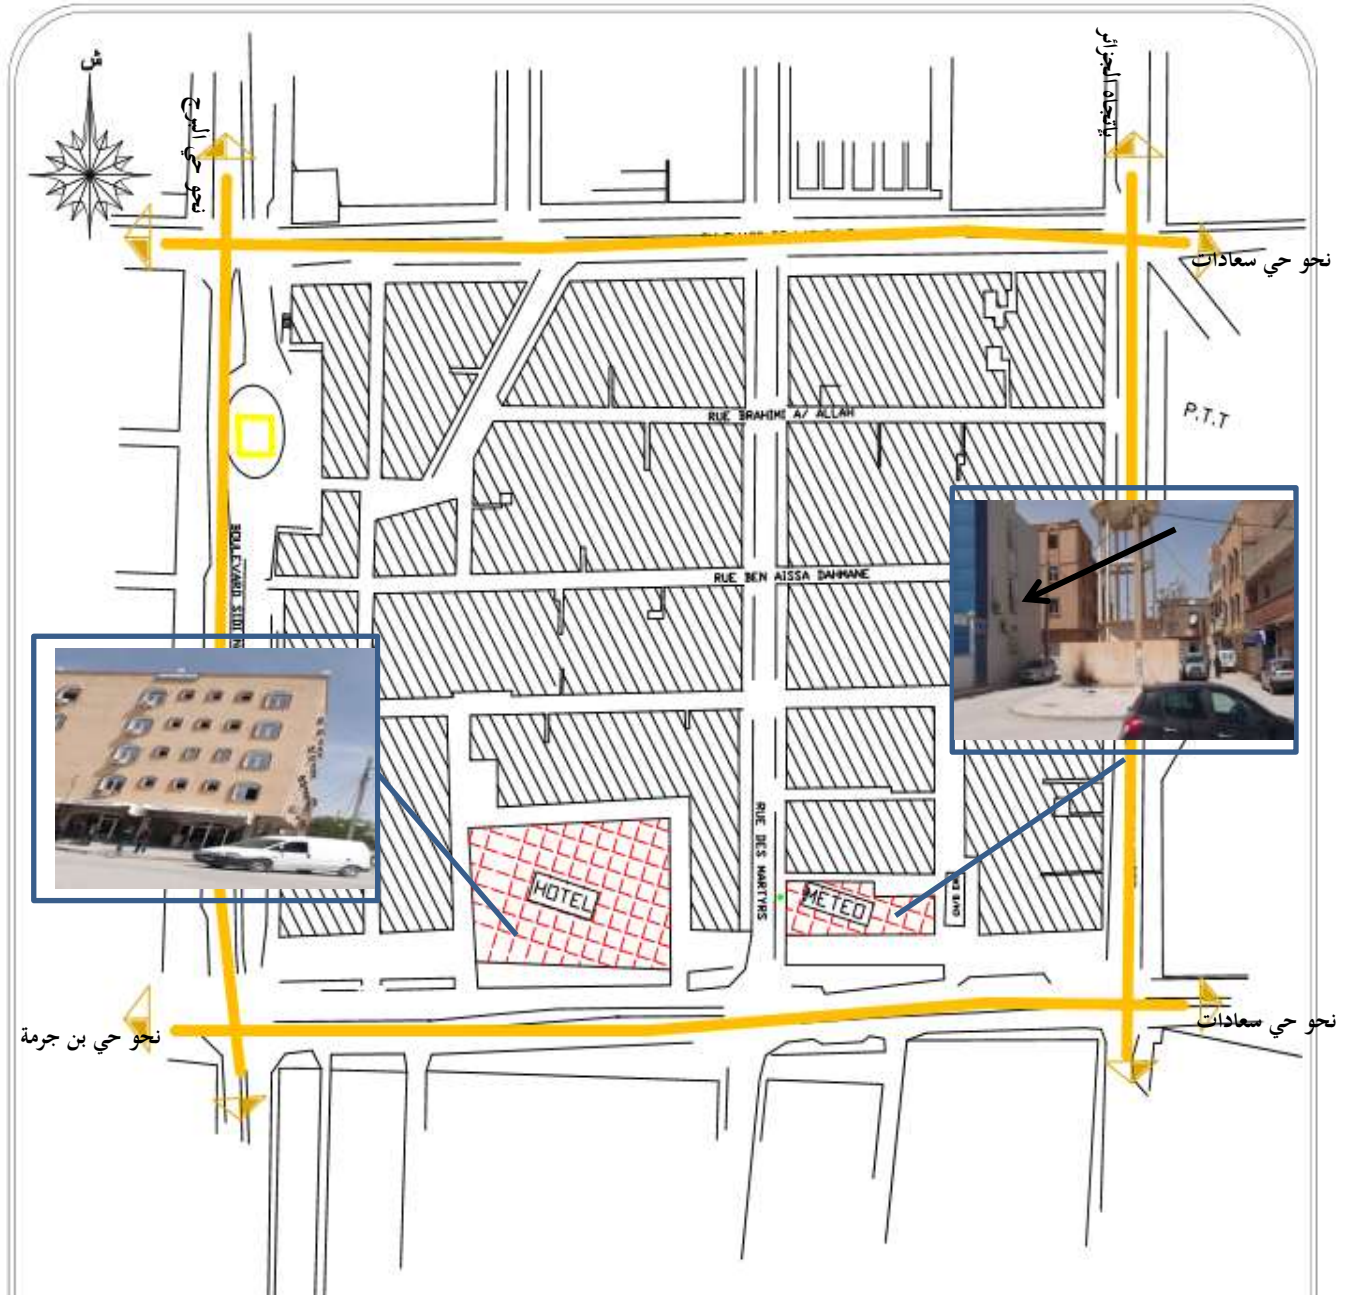 ش
نحو حي البرج
بإتجاه الجزائر
نحو حي سعادات
RUE BRAHIMI A/ ALLAH
P.T.T
BOULEVARD SIDI
RUE BEN AISSA DAHMANE
RUE DES MARTYRS
HOTEL
METEO
نحو حي بن جرمة
نحو حي سعادات